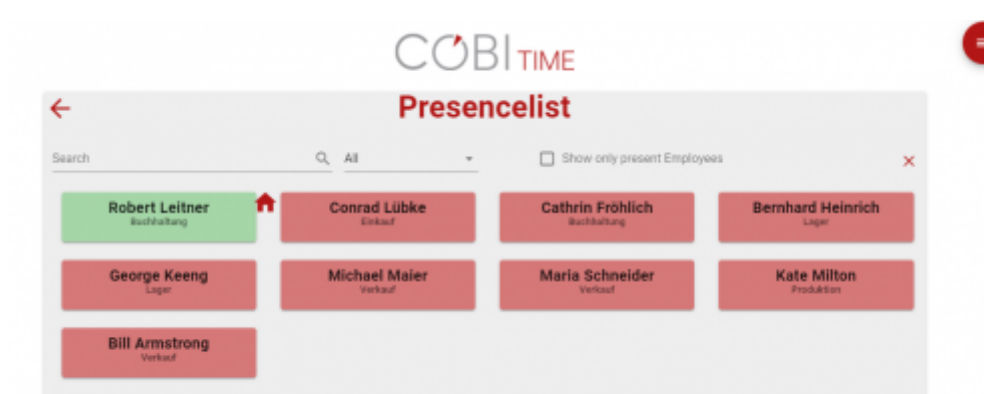 COBI TIME
Presencelist
Search
All
Show only present Employees
Robert Leitner
Buchhaltung
Conrad Lübke
Einkauf
Cathrin Fröhlich
Buchhaltung
Bernhard Heinrich
Lager
George Keeng
Lager
Michael Maier
Verkauf
Maria Schneider
Verkauf
Kate Milton
Produktion
Bill Armstrong
Verkauf